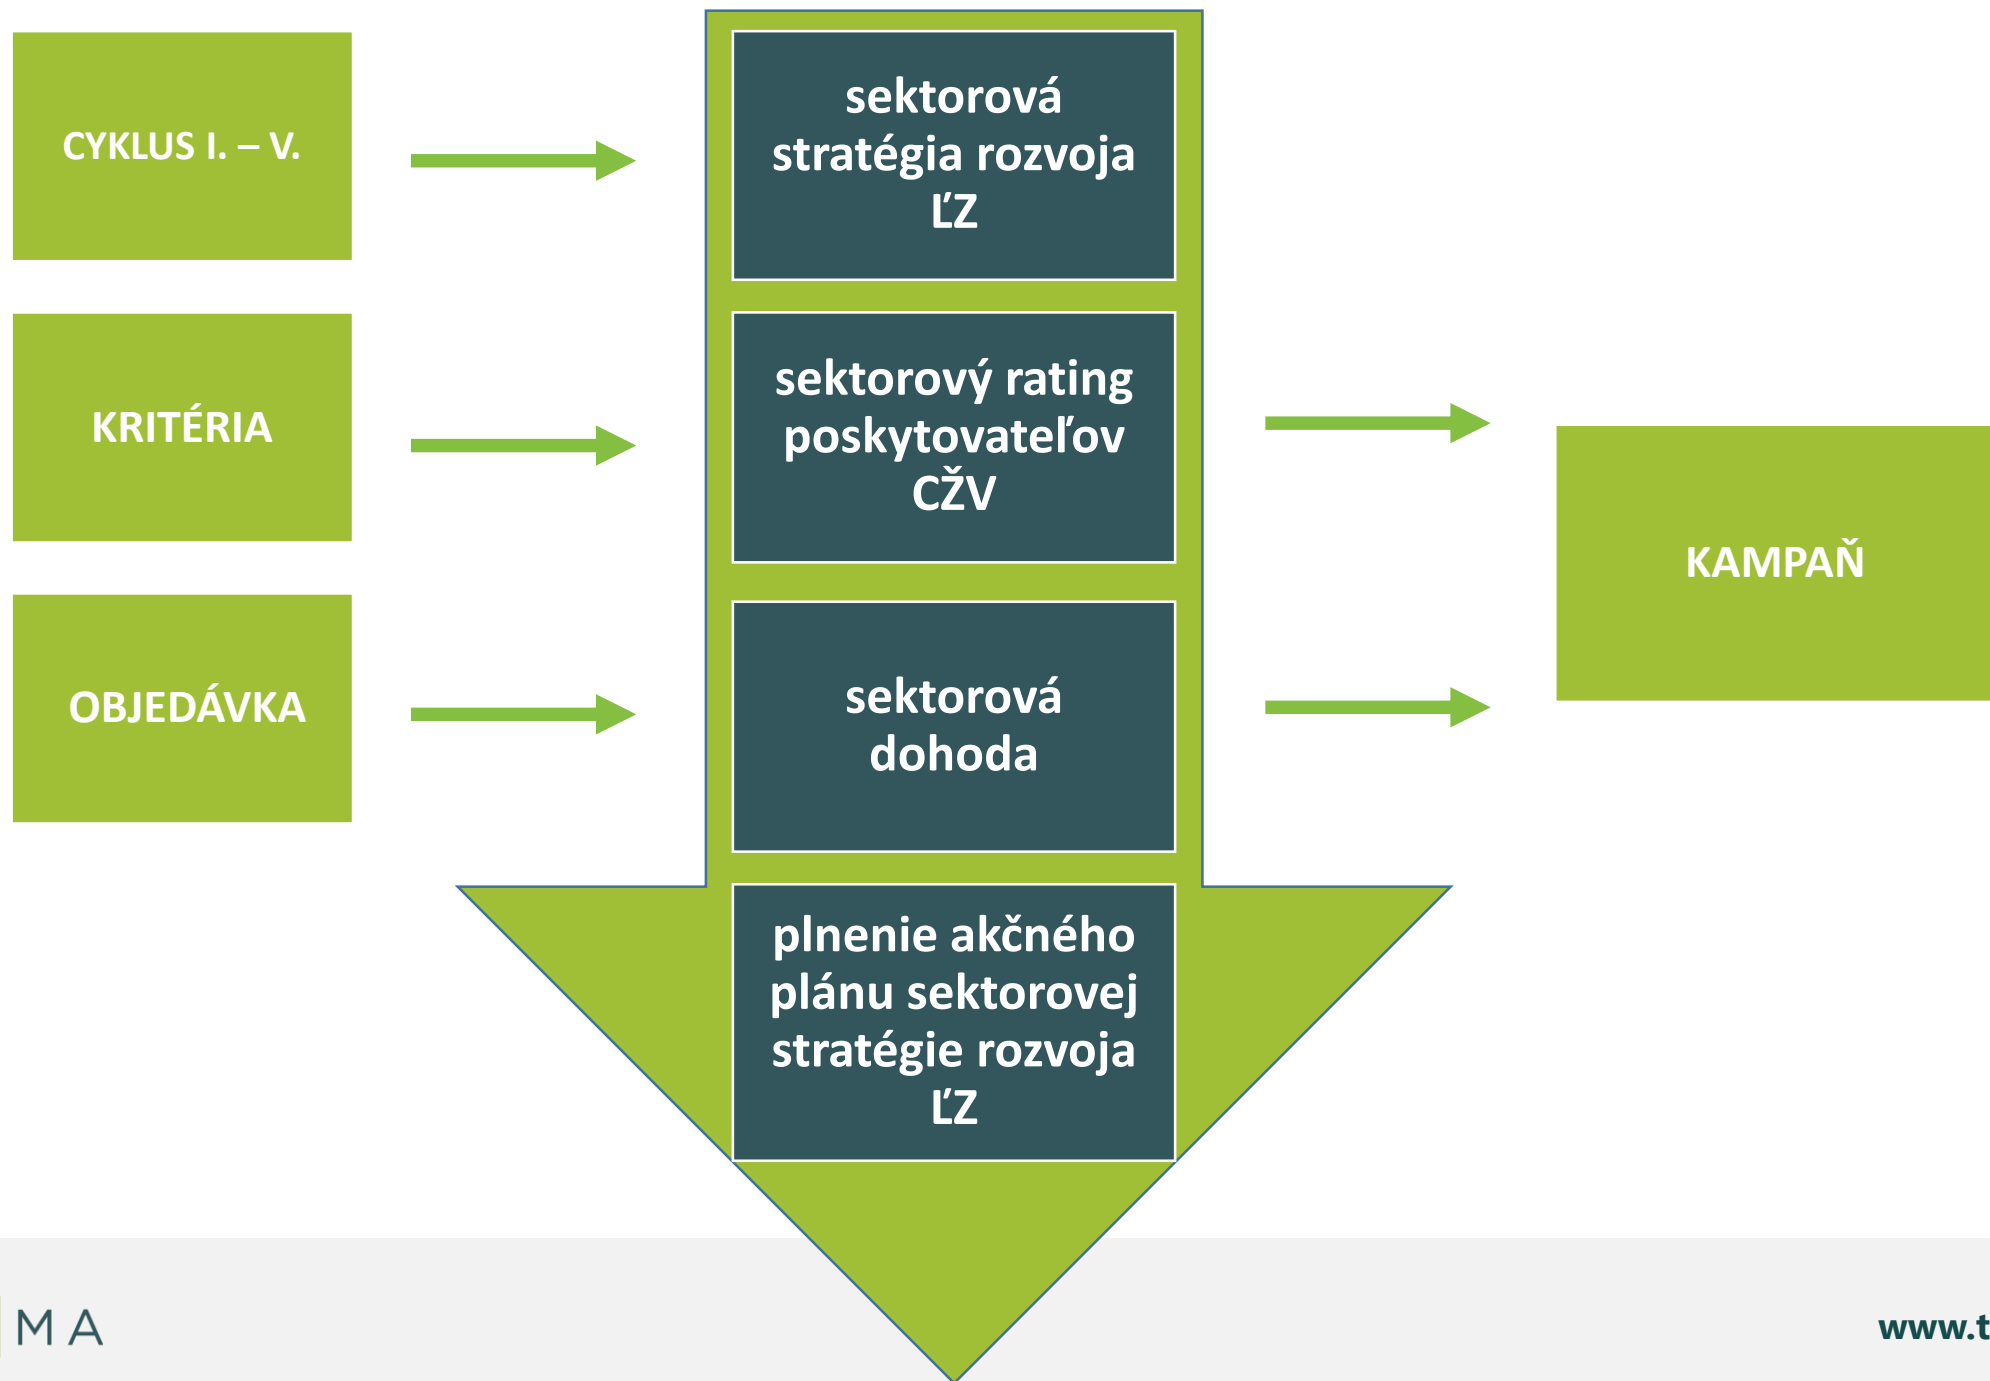 CYKLUS I. – V.
sektorová
stratégia rozvoja
ĽZ
KRITÉRIA
sektorový rating
poskytovateľov
CŽV
KAMPAŇ
OBJEDÁVKA
sektorová
dohoda
plnenie akčného
plánu sektorovej
stratégie rozvoja
ĽZ
MA
www.t